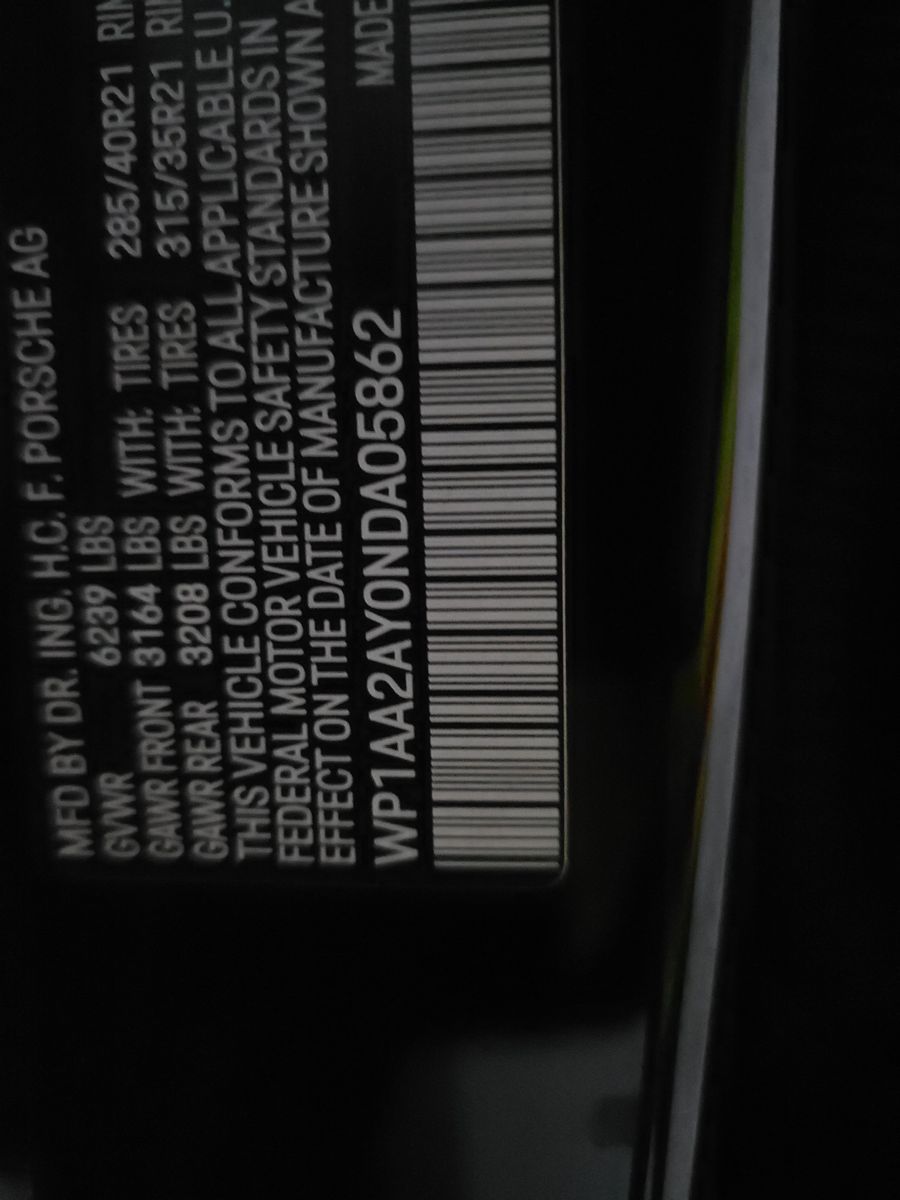 MFD BY DR. ING. H.C. F. PORSCHE AG
GVWR 6239 LBS
GAWR FRONT 3164 LBS WITH: TIRES 285/40R21 RIM
GAWR REAR 3208 LBS WITH: TIRES 315/35R21 RIM
THIS VEHICLE CONFORMS TO ALL APPLICABLE U.
FEDERAL MOTOR VEHICLE SAFETY STANDARDS IN
EFFECT ON THE DATE OF MANUFACTURE SHOWN A
WP1AA2AY0NDA05862 MADE